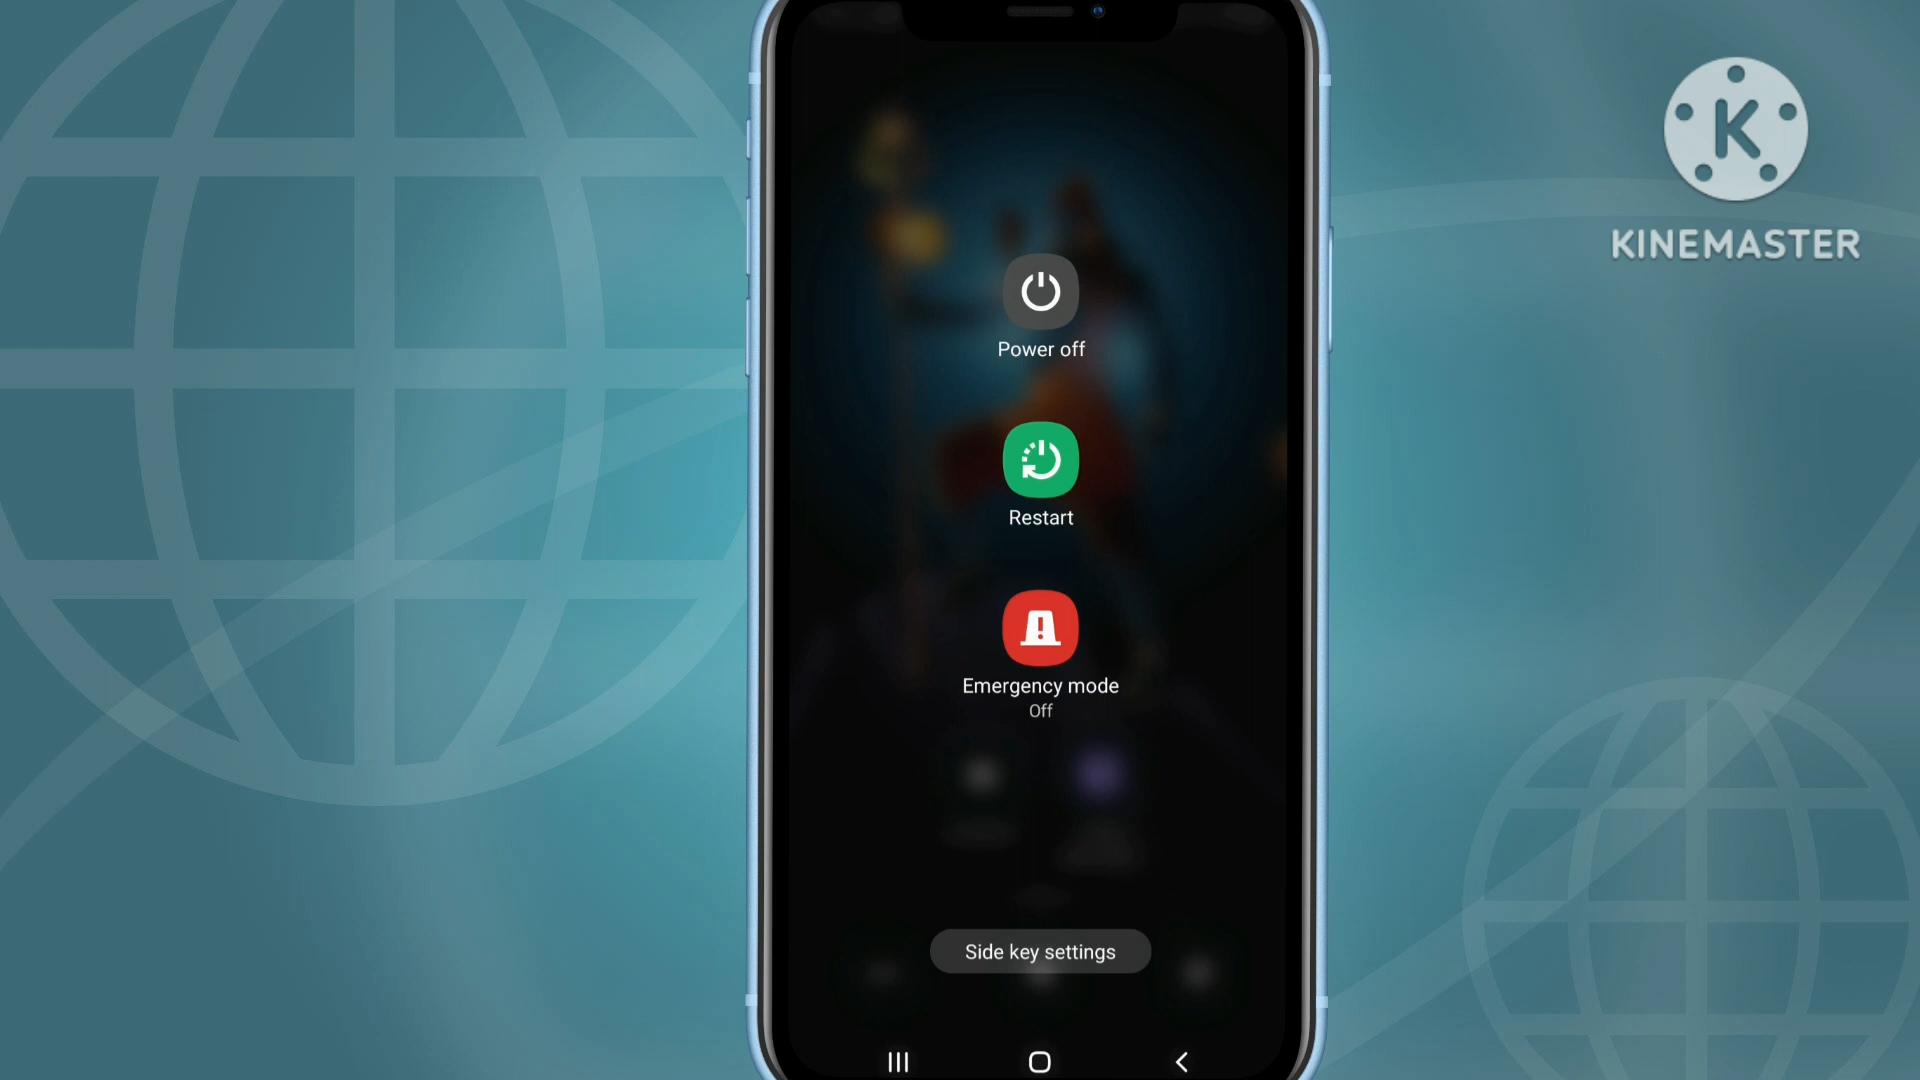 K
KINEMASTER
Power off
Restart
Emergency mode
Off
Side key settings